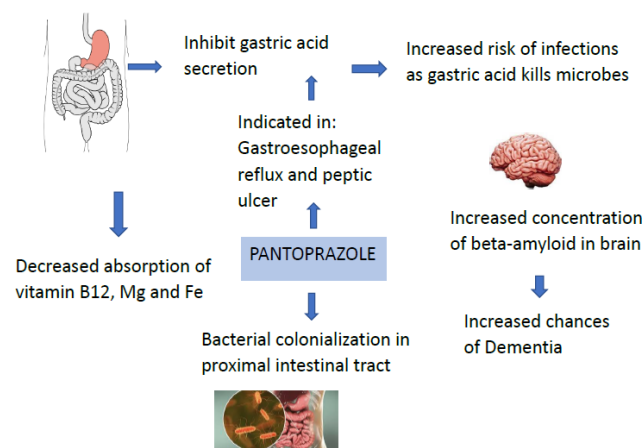 Inhibit gastric acid
secretion
Increased risk of infections
as gastric acid kills microbes
Indicated in:
Gastroesophageal
reflux and peptic
ulcer
Increased concentration
of beta-amyloid in brain
PANTOPRAZOLE
Decreased absorption of
vitamin B12, Mg and Fe
Increased chances
of Dementia
Bacterial colonialization in
proximal intestinal tract